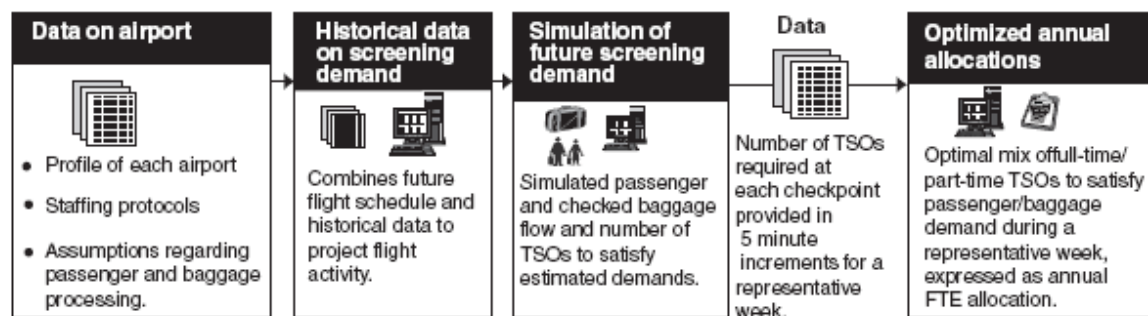 Data on airport
● Profile of each airport
● Staffing protocols
● Assumptions regarding
passenger and baggage
processing.
Historical data
on screening
demand
Combines future
flight schedule and
historical data to
project flight
activity.
Simulation of
future screening
demand
Simulated passenger
and checked baggage
flow and number of
TSOs to satisfy
estimated demands.
Data
Number of TSOs
required at
each checkpoint
provided in
5 minute
increments for a
representative
week.
Optimized annual
allocations
Optimal mix offull-time/
part-time TSOs to satisfy
passenger/baggage
demand during a
representative week,
expressed as annual
FTE allocation.